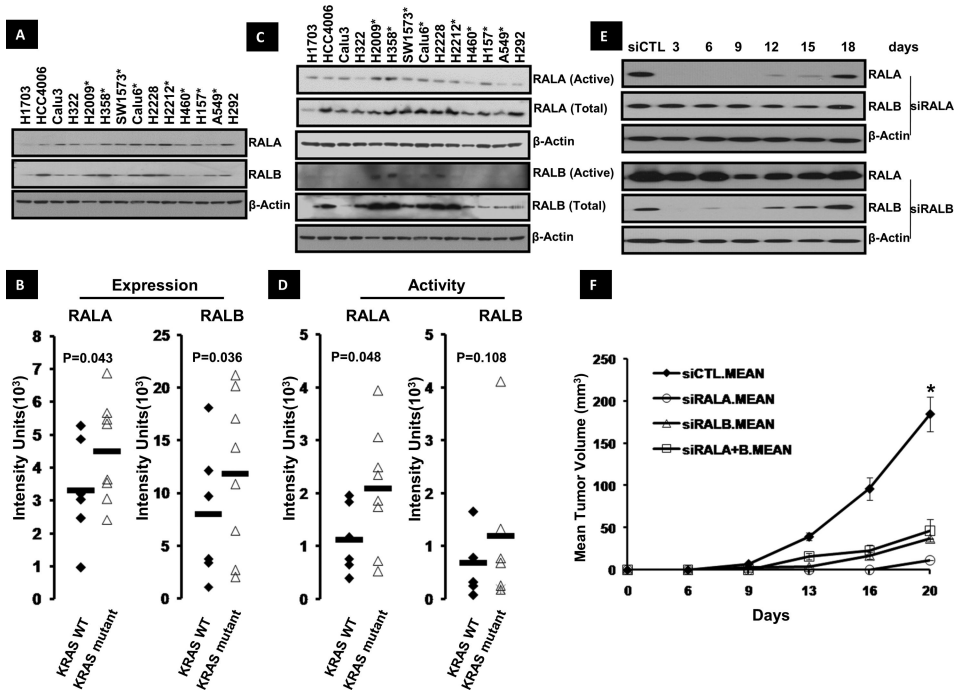 A
H1703 HCC4006 Calu3 H322 H2009* H358* SW1573* Calu6* H2228 H2212* H460* H157* A549* H292
RALA
RALB
β-Actin
C
H1703 HCC4006 Calu3 H322 H2009* H358* SW1573* Calu6* H2228 H2212* H460* H157* A549* H292
RALA (Active)
RALA (Total)
β-Actin
RALB (Active)
RALB (Total)
β-Actin
E
siCTL 3 6 9 12 15 18 days
RALA
RALB
β-Actin
siRALA
RALA
RALB
β-Actin
siRALB
B
Expression
RALA
RALB
P=0.043
P=0.036
Intensity Units(10³)
8
7
6
5
4
3
2
1
0
Intensity Units(10³)
25
20
15
10
5
0
KRAS WT
KRAS mutant
KRAS WT
KRAS mutant
D
Activity
RALA
RALB
P=0.048
P=0.108
Intensity Units(10³)
5
4
3
2
1
0
Intensity Units(10³)
5
4
3
2
1
0
KRAS WT
KRAS mutant
KRAS WT
KRAS mutant
F
Mean Tumor Volume (mm³)
250
200
150
100
50
0
siCTL.MEAN
siRALA.MEAN
siRALB.MEAN
siRALA+B.MEAN
*
0 6 9 13 16 20
Days